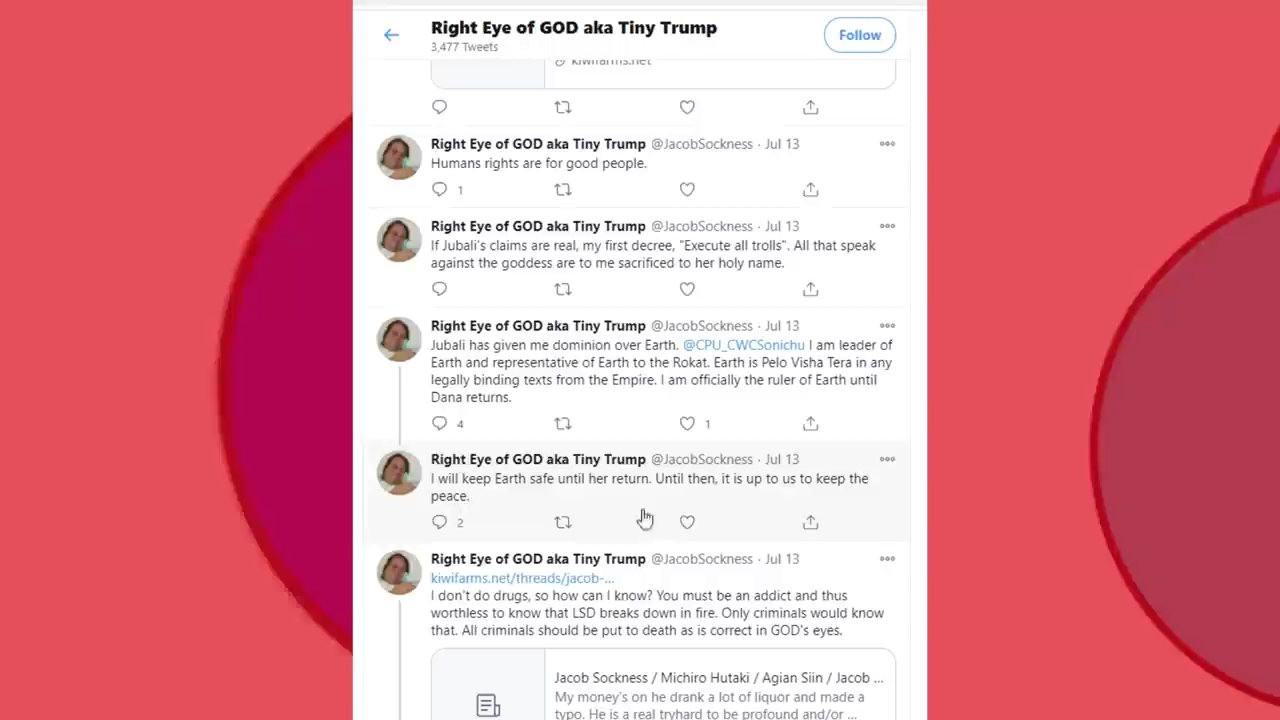 Right Eye of GOD aka Tiny Trump
Follow
3,477 Tweets
kiwifarms.net
Right Eye of GOD aka Tiny Trump @JacobSockness · Jul 13
Humans rights are for good people.
1
Right Eye of GOD aka Tiny Trump @JacobSockness · Jul 13
If Jubali's claims are real, my first decree, "Execute all trolls". All that speak
against the goddess are to me sacrificed to her holy name.
Right Eye of GOD aka Tiny Trump @JacobSockness · Jul 13
Jubali has given me dominion over Earth. @CPU_CWCSonichu I am leader of
Earth and representative of Earth to the Rokat. Earth is Pelo Visha Tera in any
legally binding texts from the Empire. I am officially the ruler of Earth until
Dana returns.
4 1
Right Eye of GOD aka Tiny Trump @JacobSockness · Jul 13
I will keep Earth safe until her return. Until then, it is up to us to keep the
peace.
2
Right Eye of GOD aka Tiny Trump @JacobSockness · Jul 13
kiwifarms.net/threads/jacob-...
I don't do drugs, so how can I know? You must be an addict and thus
worthless to know that LSD breaks down in fire. Only criminals would know
that. All criminals should be put to death as is correct in GOD's eyes.
Jacob Sockness / Michiro Hutaki / Agian Siin / Jacob ...
My money's on he drank a lot of liquor and made a
typo. He is a real tryhard to be profound and/or ...